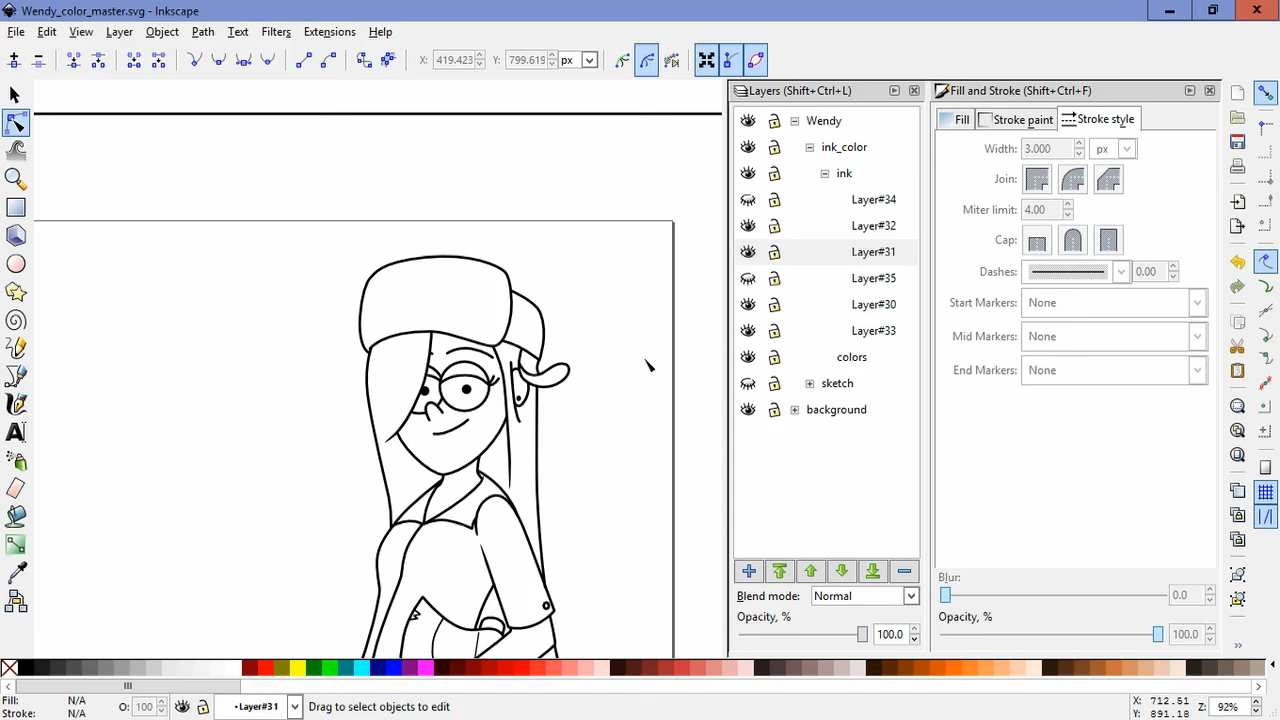 Wendy_color_master.svg - Inkscape
File Edit View Layer Object Path Text Filters Extensions Help
X: 419.423 Y: 799.619 px
Layers (Shift+Ctrl+L)
Wendy
ink_color
ink
Layer#34
Layer#32
Layer#31
Layer#35
Layer#30
Layer#33
colors
sketch
background
Blend mode: Normal
Opacity, %
100.0
Fill and Stroke (Shift+Ctrl+F)
Fill Stroke paint Stroke style
Width: 3.000 px
Join:
Miter limit: 4.00
Cap:
Dashes: 0.00
Start Markers: None
Mid Markers: None
End Markers: None
Blur:
0.0
Opacity, %
100.0
Fill: N/A
Stroke: N/A
O: 100
•Layer#31
Drag to select objects to edit
X: 712.51
Y: 891.18
Z: 92%